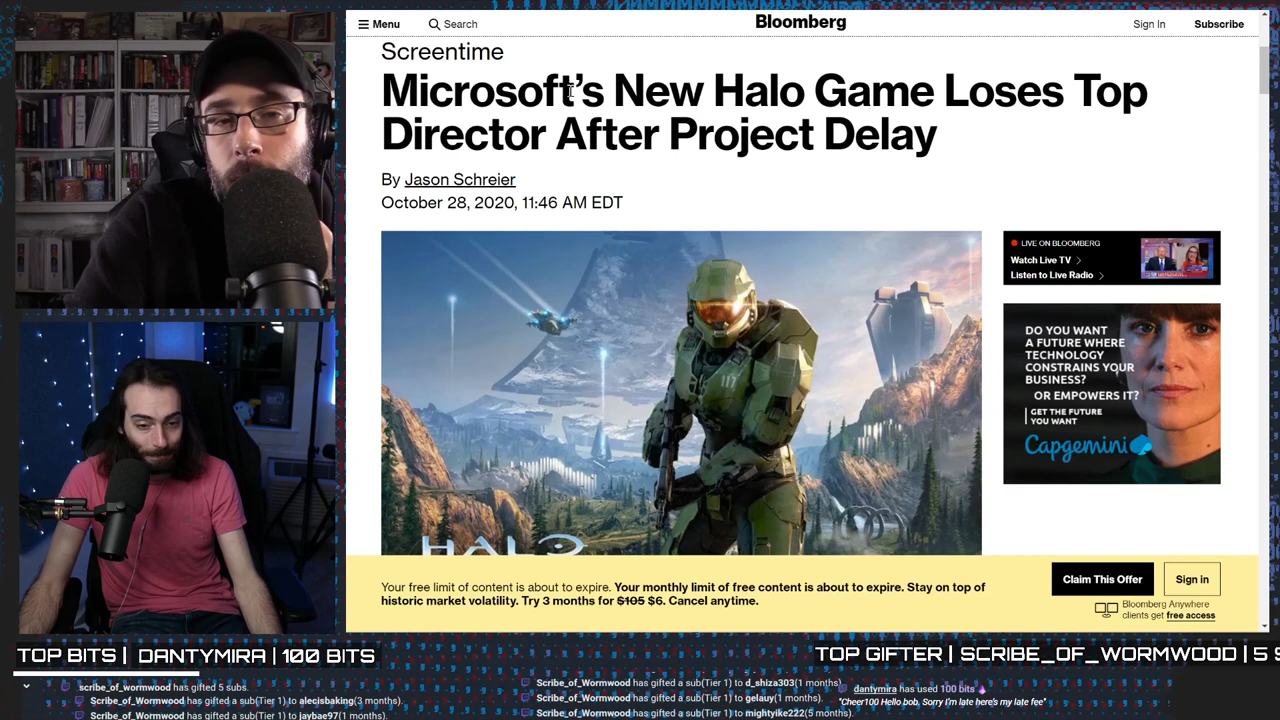 Menu
Search
Bloomberg
Sign In
Subscribe
Screentime
Microsoft's New Halo Game Loses Top
Director After Project Delay
By Jason Schreier
October 28, 2020, 11:46 AM EDT
117
HALO
LIVE ON BLOOMBERG
Watch Live TV
Listen to Live Radio
DO YOU WANT
A FUTURE WHERE
TECHNOLOGY
CONSTRAINS YOUR
BUSINESS?
OR EMPOWERS IT?
GET THE FUTURE
YOU WANT
Capgemini
Your free limit of content is about to expire. Your monthly limit of free content is about to expire. Stay on top of
historic market volatility. Try 3 months for $105 $6. Cancel anytime.
Claim This Offer
Sign in
Bloomberg Anywhere
clients get free access
TOP BITS | DANTYMIRA | 100 BITS
TOP GIFTER | SCRIBE_OF_WORMWOOD | 5 S
scribe_of_wormwood has gifted 5 subs.
Scribe_of_Wormwood has gifted a sub(Tier 1) to alecisbaking(3 months).
Scribe_of_Wormwood has gifted a sub(Tier 1) to jaybae97(1 months).
Scribe_of_Wormwood has gifted a sub(Tier 1) to d_shiza303(1 months).
Scribe_of_Wormwood has gifted a sub(Tier 1) to gelauy(1 months).
Scribe_of_Wormwood has gifted a sub(Tier 1) to mightyike222(5 months).
dantymira has used 100 bits
"Cheer100 Hello bob. Sorry I'm late here's my late fee"